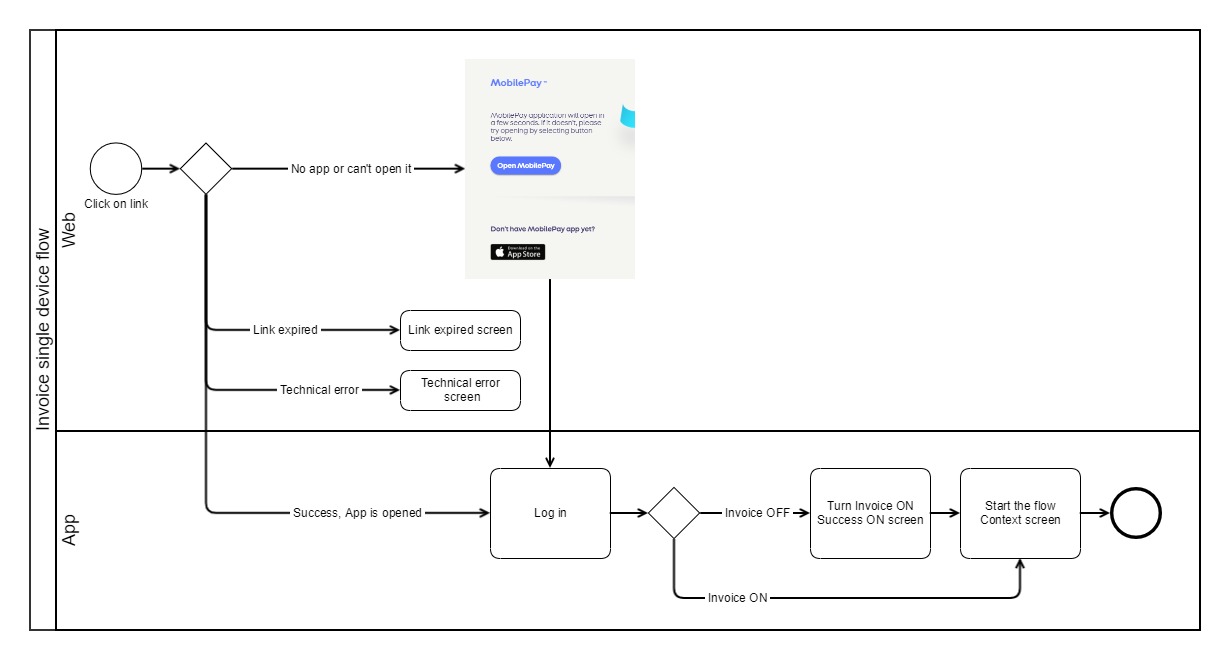 Invoice single device flow
Web
Click on link
No app or can't open it
MobilePay
MobilePay application will open in
a few seconds. If it doesn't, please
try opening by selecting button
below.
Open MobilePay
Don't have MobilePay app yet?
Download on the
App Store
Link expired
Link expired screen
Technical error
Technical error
screen
App
Success, App is opened
Log in
Invoice OFF
Turn Invoice ON
Success ON screen
Start the flow
Context screen
Invoice ON